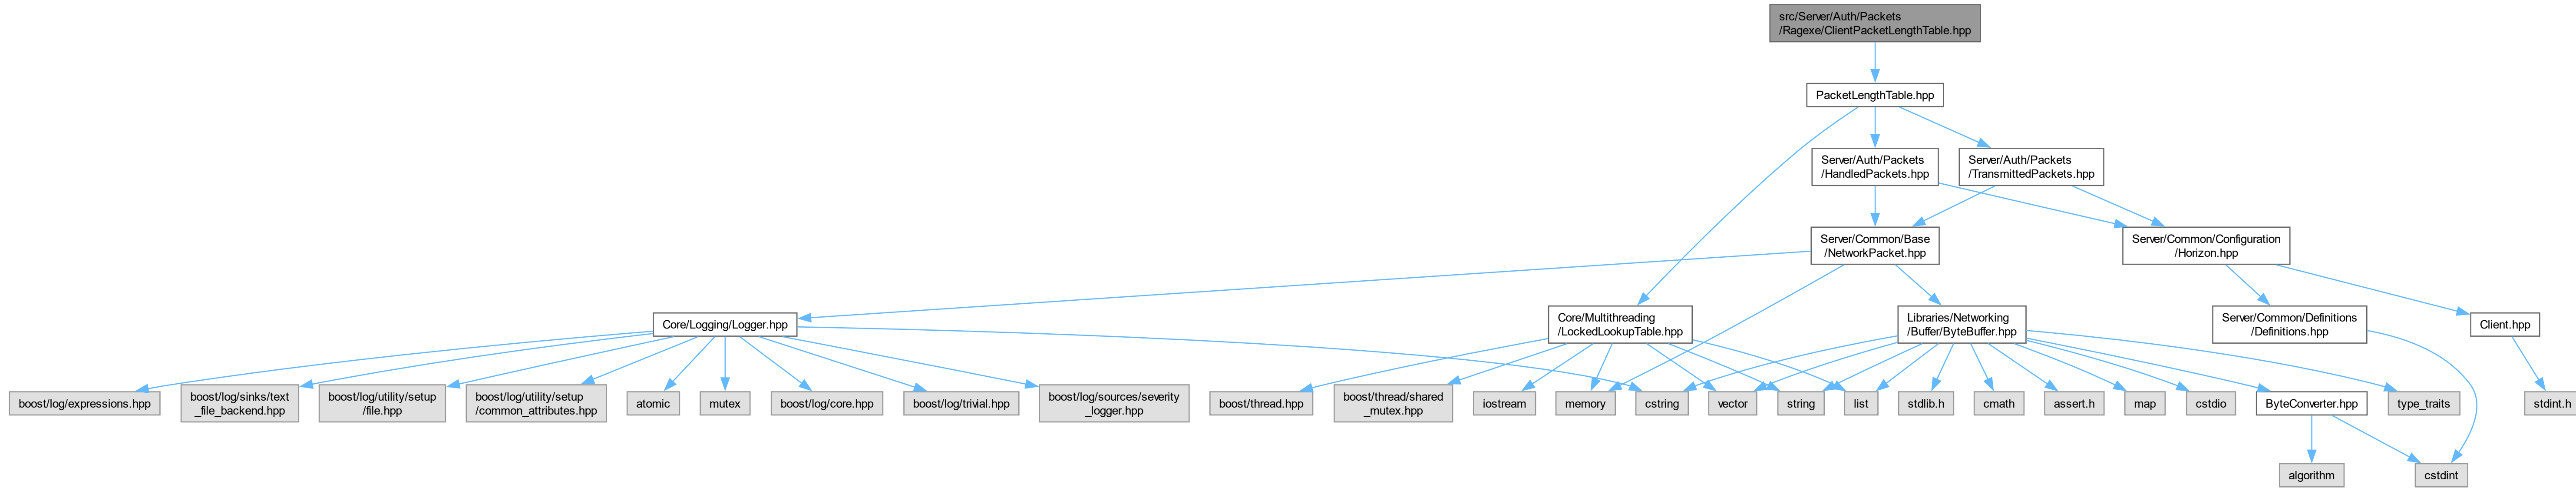 src/Server/Auth/Packets
/Ragexe/ClientPacketLengthTable.hpp
PacketLengthTable.hpp
Server/Auth/Packets
/HandledPackets.hpp
Server/Auth/Packets
/TransmittedPackets.hpp
Server/Common/Base
/NetworkPacket.hpp
Server/Common/Configuration
/Horizon.hpp
Core/Logging/Logger.hpp
Core/Multithreading
/LockedLookupTable.hpp
Libraries/Networking
/Buffer/ByteBuffer.hpp
Server/Common/Definitions
/Definitions.hpp
Client.hpp
boost/log/expressions.hpp
boost/log/sinks/text
_file_backend.hpp
boost/log/utility/setup
/file.hpp
boost/log/utility/setup
/common_attributes.hpp
atomic
mutex
boost/log/core.hpp
boost/log/trivial.hpp
boost/log/sources/severity
_logger.hpp
boost/thread.hpp
boost/thread/shared
_mutex.hpp
iostream
memory
cstring
vector
string
list
stdlib.h
cmath
assert.h
map
cstdio
ByteConverter.hpp
type_traits
stdint.h
algorithm
cstdint